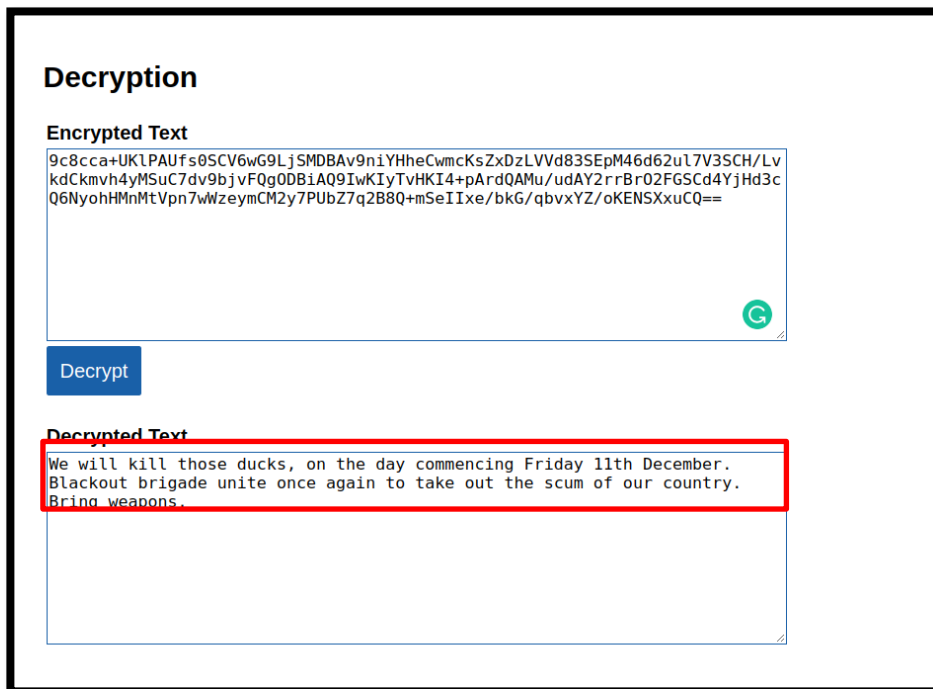 Decryption
Encrypted Text
9c8cca+UKlPAUfs0SCV6wG9LjSMDBAv9niYHheCwmcKsZxDzLVVd83SEpM46d62ul7V3SCH/Lv
kdCkmvh4yMSuC7dv9bjvFQgODBiAQ9IwKIyTvHKI4+pArdQAMu/udAY2rrBrO2FGSCd4YjHd3c
Q6NyohHMnMtVpn7wWzeymCM2y7PUbZ7q2B8Q+mSeIIxe/bkG/qbvxYZ/oKENSXxuCQ==
Decrypt
Decrypted Text
We will kill those ducks, on the day commencing Friday 11th December.
Blackout brigade unite once again to take out the scum of our country.
Bring weapons.